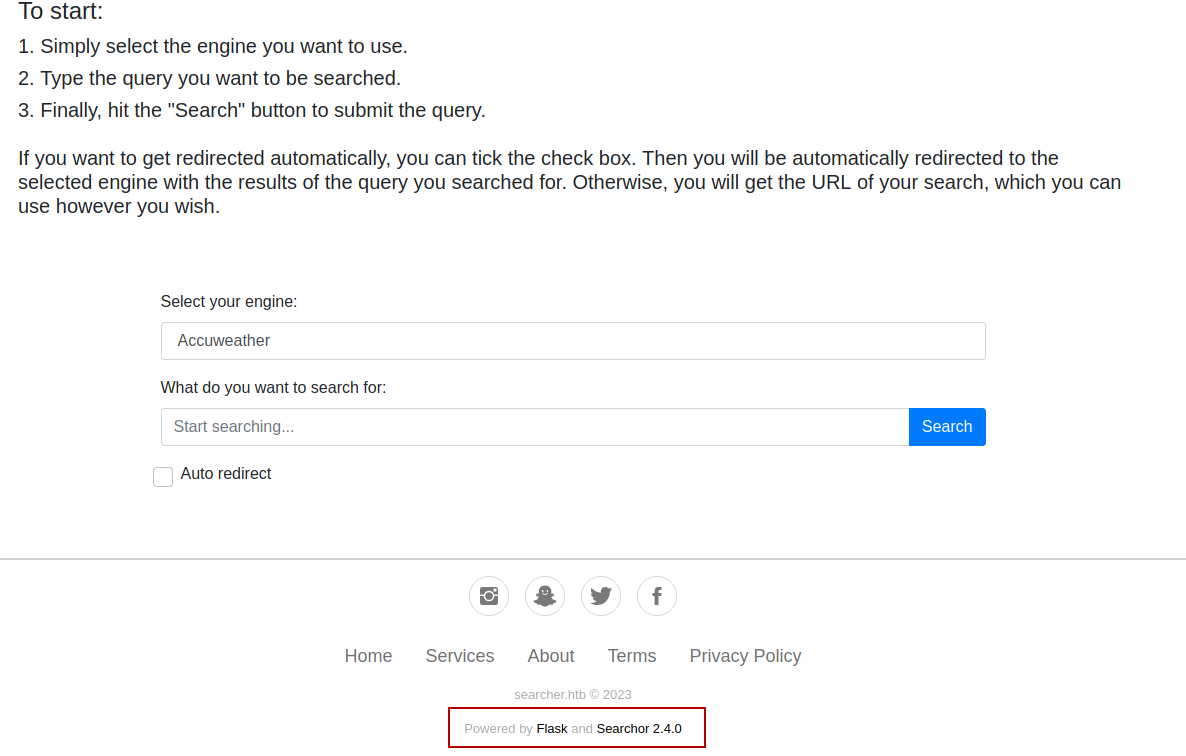 To start:
1. Simply select the engine you want to use.
2. Type the query you want to be searched.
3. Finally, hit the "Search" button to submit the query.
If you want to get redirected automatically, you can tick the check box. Then you will be automatically redirected to the
selected engine with the results of the query you searched for. Otherwise, you will get the URL of your search, which you can
use however you wish.
Select your engine:
Accuweather
What do you want to search for:
Start searching... Search
Auto redirect
Home Services About Terms Privacy Policy
searcher.htb © 2023
Powered by Flask and Searchor 2.4.0